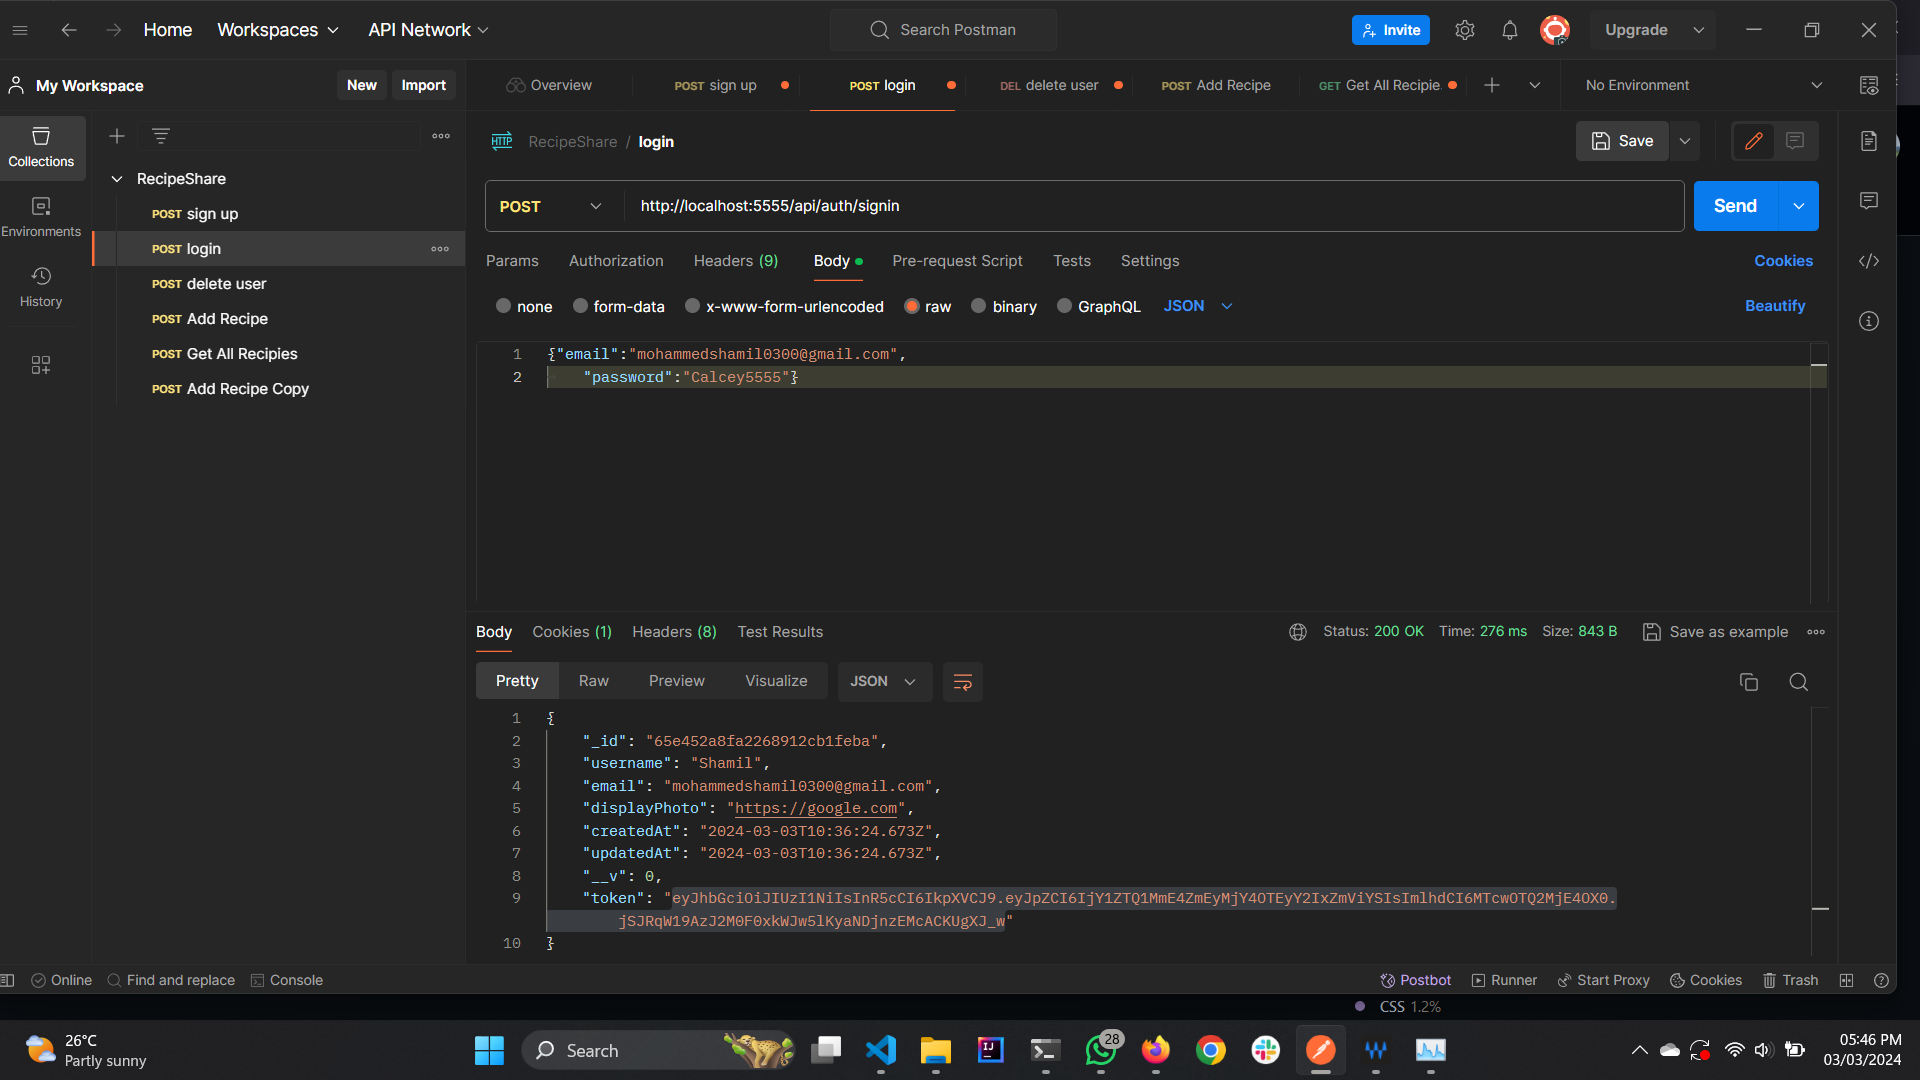 Home Workspaces API Network Search Postman Invite Upgrade
My Workspace New Import Overview POST sign up POST login DEL delete user POST Add Recipe GET Get All Recipie No Environment
Collections
Environments
History
RecipeShare
POST sign up
POST login
POST delete user
POST Add Recipe
POST Get All Recipies
POST Add Recipe Copy
HTTP RecipeShare / login Save
POST http://localhost:5555/api/auth/signin Send
Params Authorization Headers (9) Body Pre-request Script Tests Settings Cookies
none form-data x-www-form-urlencoded raw binary GraphQL JSON Beautify
1 {"email":"mohammedshamil0300@gmail.com",
2 "password":"Calcey5555"}
Body Cookies (1) Headers (8) Test Results Status: 200 OK Time: 276 ms Size: 843 B Save as example
Pretty Raw Preview Visualize JSON
1 {
2 "_id": "65e452a8fa2268912cb1feba",
3 "username": "Shamil",
4 "email": "mohammedshamil0300@gmail.com",
5 "displayPhoto": "https://google.com",
6 "createdAt": "2024-03-03T10:36:24.673Z",
7 "updatedAt": "2024-03-03T10:36:24.673Z",
8 "__v": 0,
9 "token": "eyJhbGciOiJIUzI1NiIsInR5cCI6IkpXVCJ9.eyJpZCI6IjY1ZTQ1MmE4ZmEyMjY4OTEyY2IxZmViYSIsImlhdCI6MTcwOTQ2MjE4OX0.
jSJRqW19AzJ2M0F0xkWJw5lKyaNDjnzEMcACKUgXJ_w"
10 }
Online Find and replace Console Postbot Runner Start Proxy Cookies Trash
CSS 1.2%
26°C
Partly sunny
Search
IJ
28
05:46 PM
03/03/2024